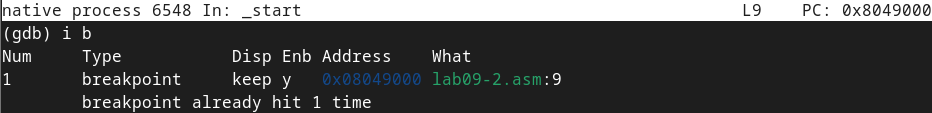 native process 6548 In: _start L9 PC: 0x8049000
(gdb) i b
Num Type Disp Enb Address What
1 breakpoint keep y 0x08049000 lab09-2.asm:9
breakpoint already hit 1 time